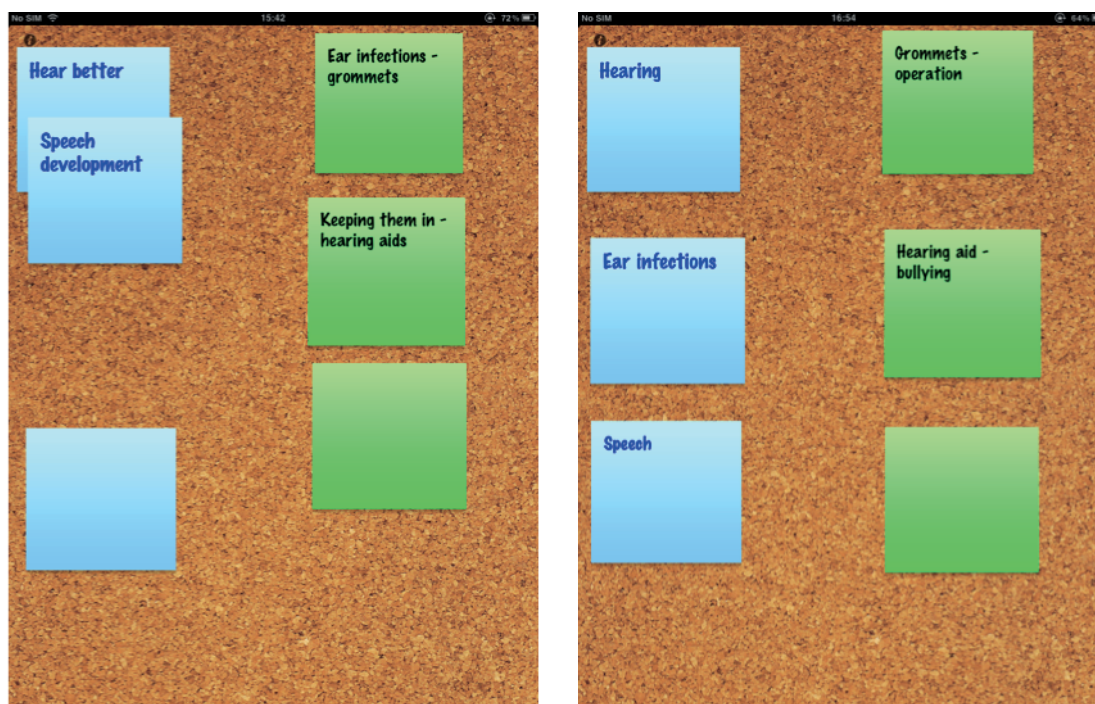 No SIM 15:42 72%
Hear better
Speech
development
Ear infections -
grommets
Keeping them in -
hearing aids
No SIM 16:54 64%
Hearing
Ear infections
Speech
Grommets -
operation
Hearing aid -
bullying